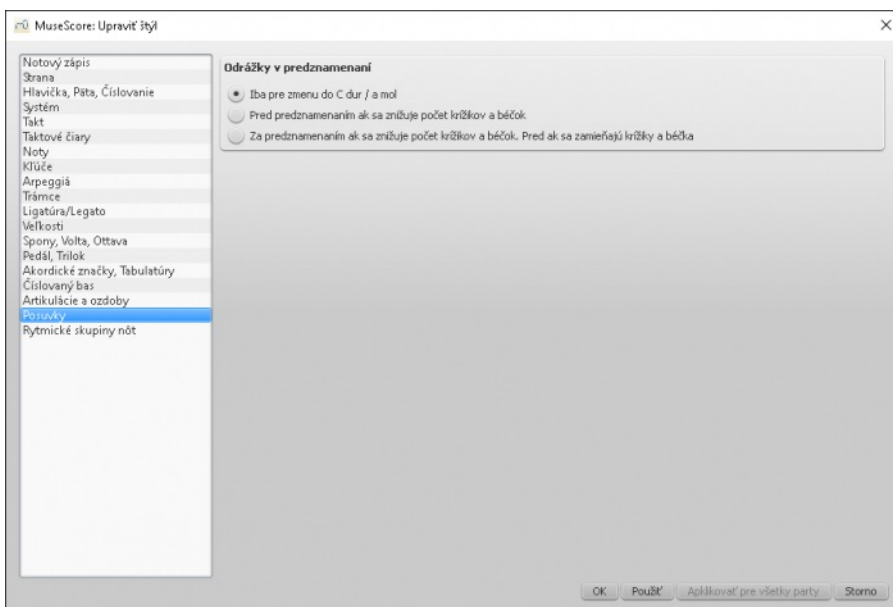 MuseScore: Upraviť štýl
Notový zápis
Strana
Hlavička, Päta, Číslovanie
Systém
Takt
Taktové čiary
Noty
Kľúče
Arpeggiá
Trámce
Ligatúra/Legato
Veľkosti
Spony, Volta, Ottava
Pedál, Trilok
Akordické značky, Tabulatúry
Číslovaný bas
Artikulácie a ozdoby
Posuvky
Rytmické skupiny nôt
Odrážky v predznamenaní
Iba pre zmenu do C dur / a mol
Pred predznamenaním ak sa znižuje počet krížikov a béčok
Za predznamenaním ak sa znižuje počet krížikov a béčok. Pred ak sa zamieňajú krížiky a béčka
OK Použiť Aplikovať pre všetky party Storno